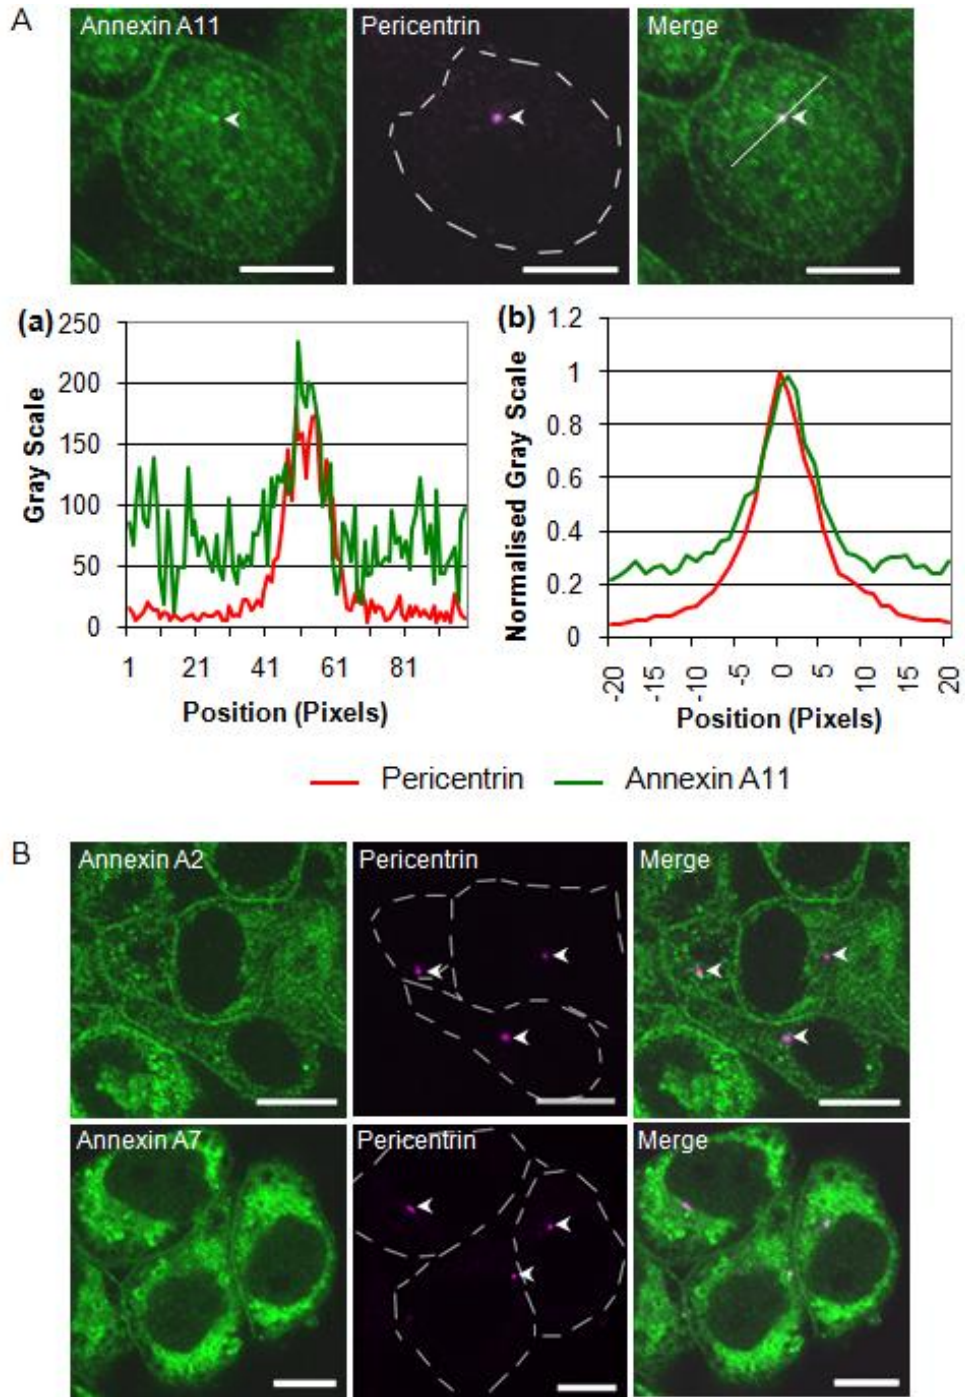 A
Annexin A11
Pericentrin
Merge
(a)
250
200
150
100
50
0
Gray Scale
1 21 41 61 81
Position (Pixels)
(b)
1.2
1
0.8
0.6
0.4
0.2
0
Normalised Gray Scale
-20 -15 -10 -5 0 5 10 15 20
Position (Pixels)
Pericentrin Annexin A11
B
Annexin A2
Pericentrin
Merge
Annexin A7
Pericentrin
Merge